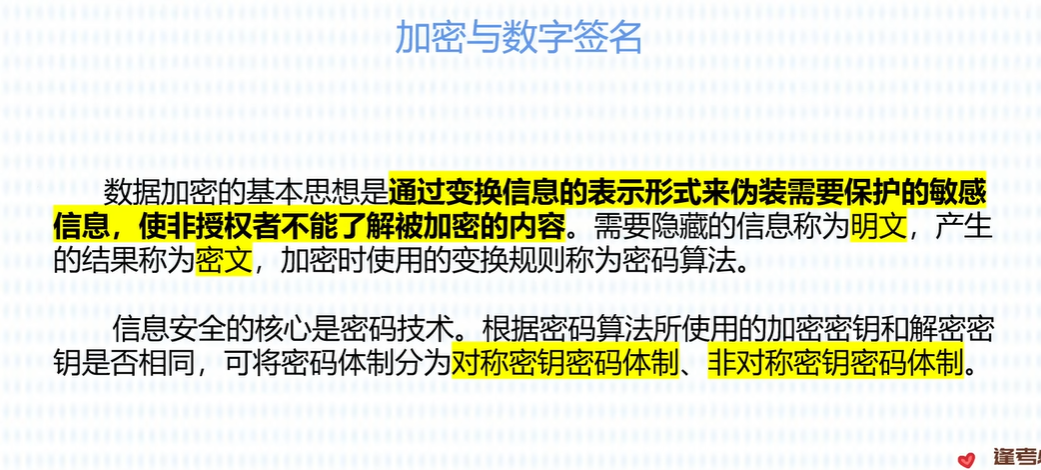 加密与数字签名
数据加密的基本思想是通过变换信息的表示形式来伪装需要保护的敏感
信息，使非授权者不能了解被加密的内容。需要隐藏的信息称为明文，产生
的结果称为密文，加密时使用的变换规则称为密码算法。
信息安全的核心是密码技术。根据密码算法所使用的加密密钥和解密密
钥是否相同，可将密码体制分为对称密钥密码体制、非对称密钥密码体制。
逢考